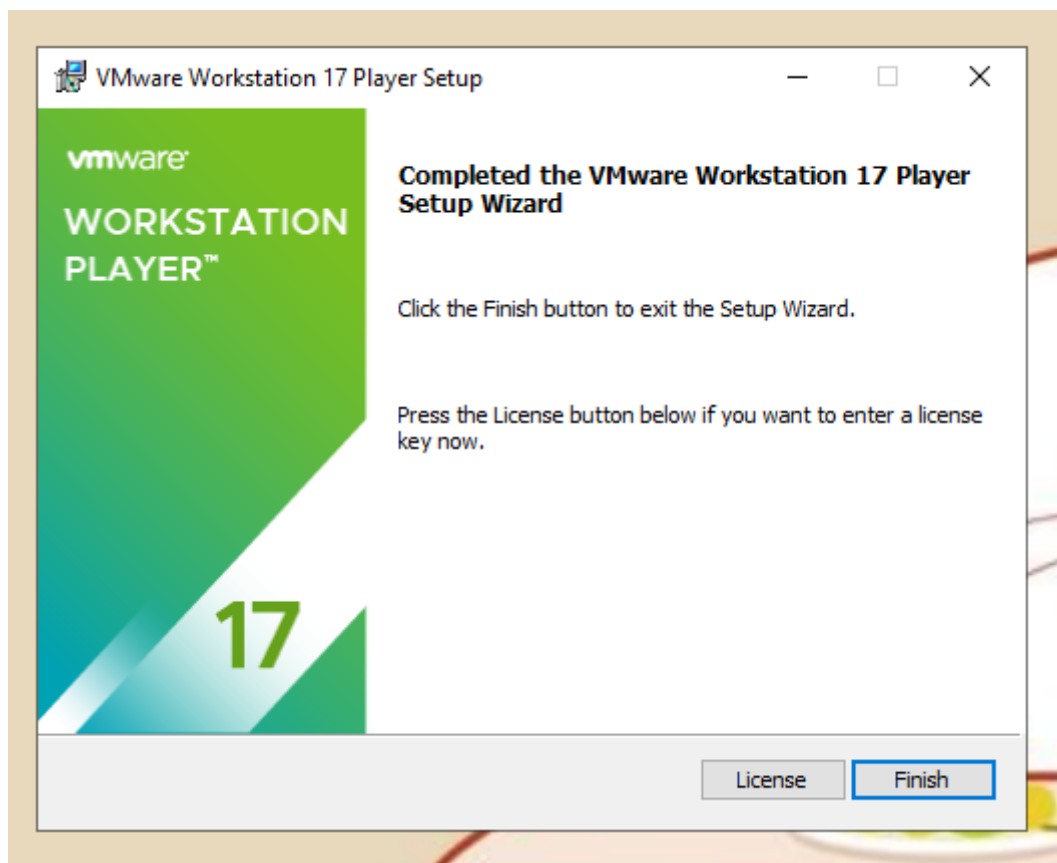 VMware Workstation 17 Player Setup
vmware®
WORKSTATION
PLAYER™
17
Completed the VMware Workstation 17 Player
Setup Wizard
Click the Finish button to exit the Setup Wizard.
Press the License button below if you want to enter a license
key now.
License
Finish